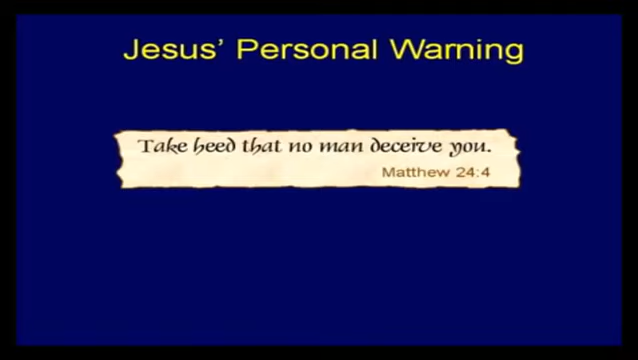 Jesus’ Personal Warning
Take heed that no man deceive you.
Matthew 24:4